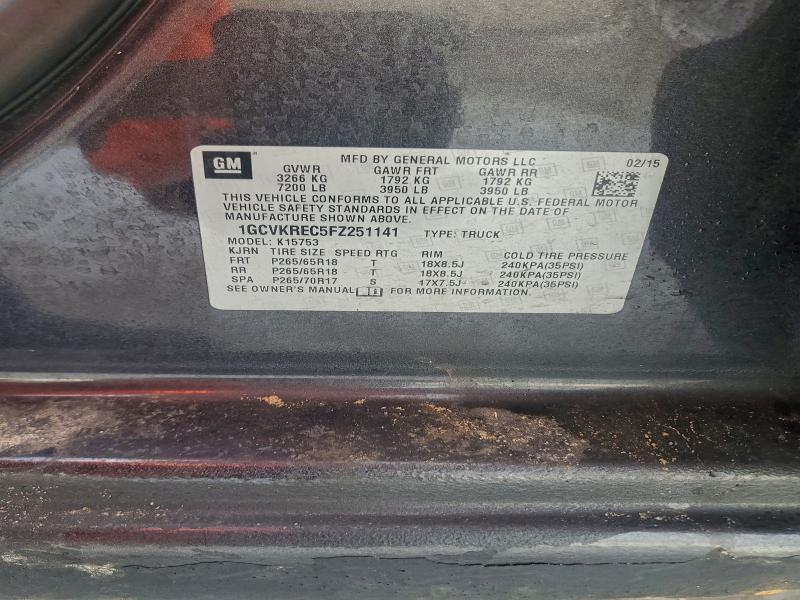 GM
MFD BY GENERAL MOTORS LLC 02/15
GVWR GAWR FRT GAWR RR
3266 KG 1792 KG 1792 KG
7200 LB 3950 LB 3950 LB
THIS VEHICLE CONFORMS TO ALL APPLICABLE U.S. FEDERAL MOTOR
VEHICLE SAFETY STANDARDS IN EFFECT ON THE DATE OF
MANUFACTURE SHOWN ABOVE.
1GCVKREC5FZ251141 TYPE: TRUCK
MODEL: K15753
KJRN TIRE SIZE SPEED RTG RIM COLD TIRE PRESSURE
FRT P265/65R18 T 18X8.5J 240KPA(35PSI)
RR P265/65R18 T 18X8.5J 240KPA(35PSI)
SPA P265/70R17 S 17X7.5J 240KPA(35PSI)
SEE OWNER'S MANUAL FOR MORE INFORMATION.